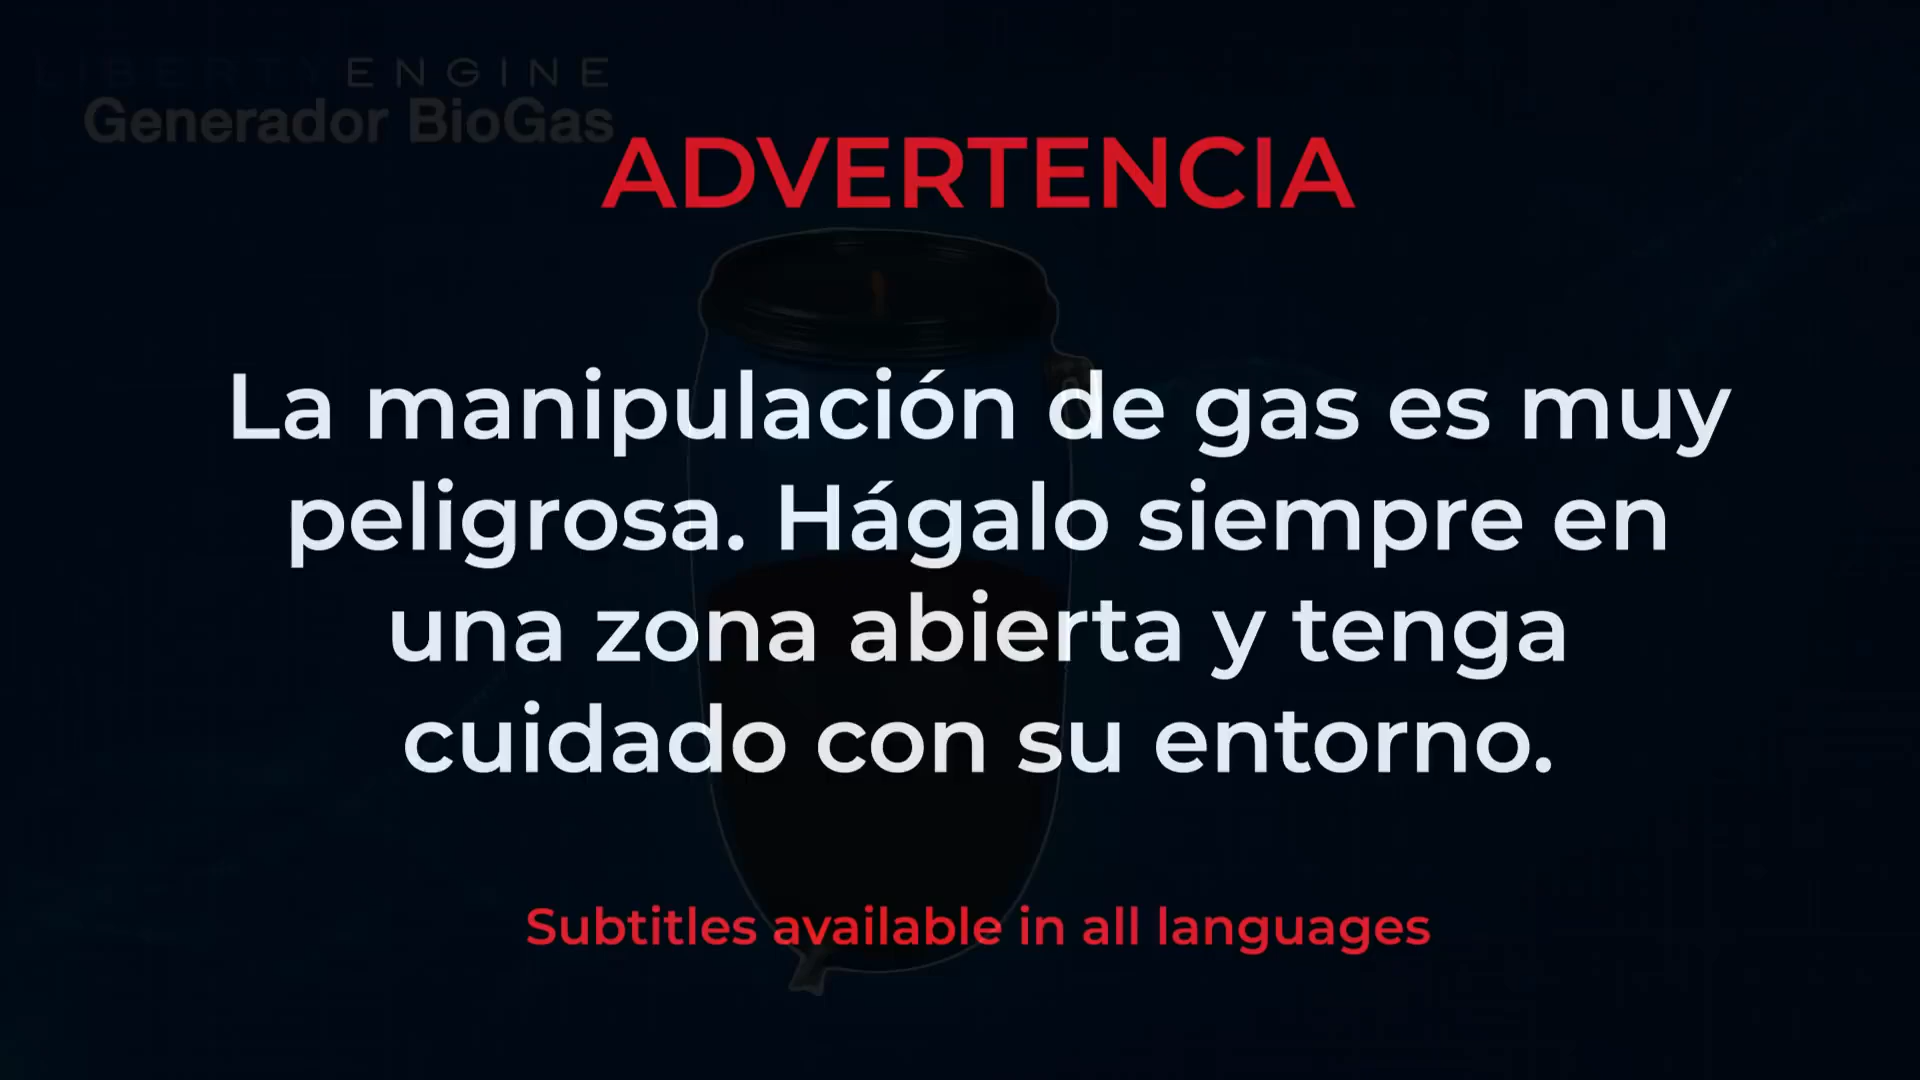 LIBERTYENGINE
Generador BioGas
ADVERTENCIA
La manipulación de gas es muy
peligrosa. Hágalo siempre en
una zona abierta y tenga
cuidado con su entorno.
Subtitles available in all languages